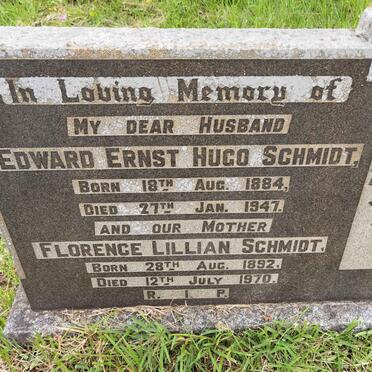 In Loving Memory of
MY DEAR HUSBAND
EDWARD ERNST HUGO SCHMIDT,
BORN 18TH AUG. 1884,
DIED 27TH JAN. 1947.
AND OUR MOTHER
FLORENCE LILLIAN SCHMIDT.
BORN 28TH AUG. 1892.
DIED 12TH JULY 1970.
R. I. P.